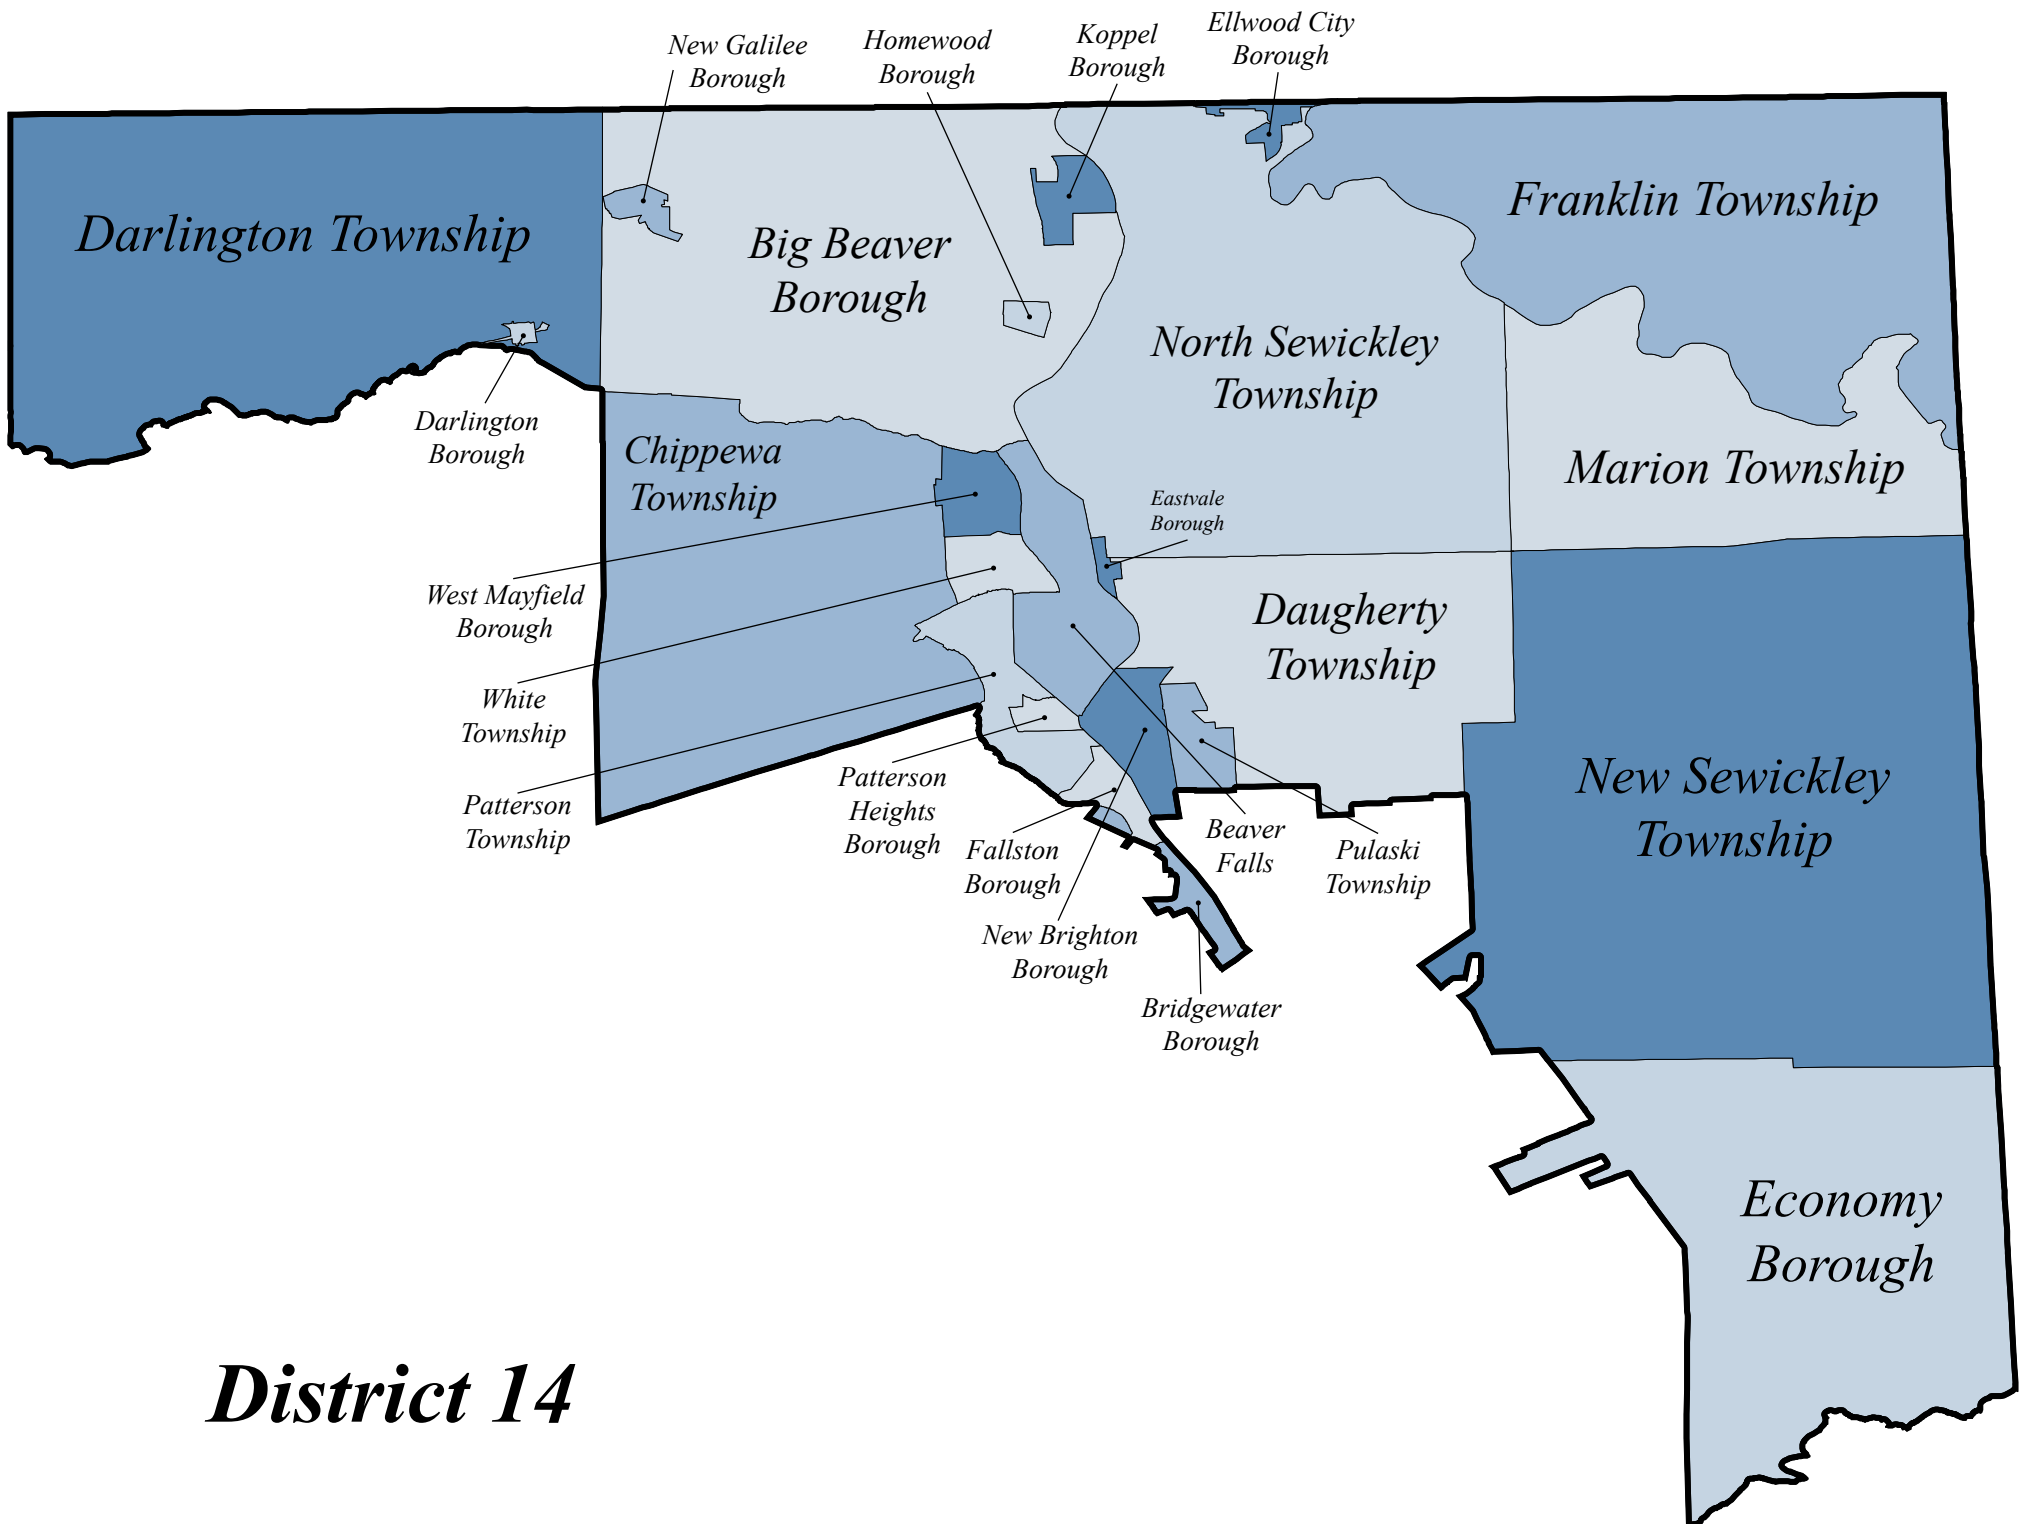 New Galilee
Borough
Homewood
Borough
Koppel
Borough
Ellwood City
Borough
Darlington Township
Big Beaver
Borough
Franklin Township
North Sewickley
Township
Darlington
Borough
Chippewa
Township
Marion Township
Eastvale
Borough
West Mayfield
Borough
Daugherty
Township
White
Township
New Sewickley
Township
Patterson
Township
Patterson
Heights
Borough
Fallston
Borough
Beaver
Falls
Pulaski
Township
New Brighton
Borough
Bridgewater
Borough
Economy
Borough
District 14